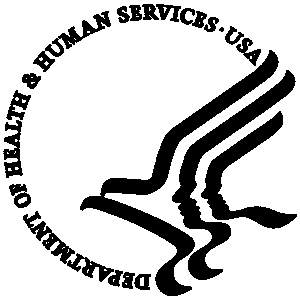 DEPARTMENT OF HEALTH & HUMAN SERVICES · USA